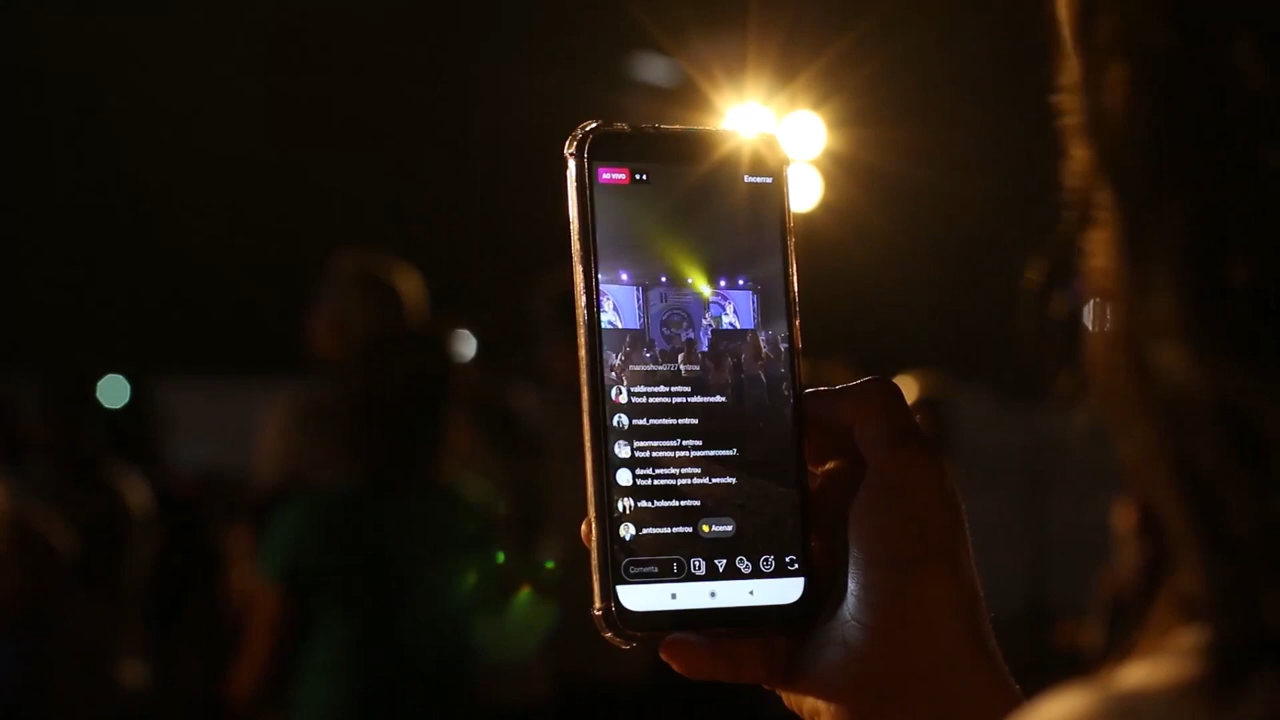 AO VIVO
4
Encerrar
marioshow0727 entrou
valdirenedbv entrou
Você acenou para valdirenedbv.
mad_monteiro entrou
joaomarcosss7 entrou
Você acenou para joaomarcosss7.
david_wescley entrou
Você acenou para david_wescley.
vilka_holanda entrou
_antsousa entrou
Acenar
Comenta